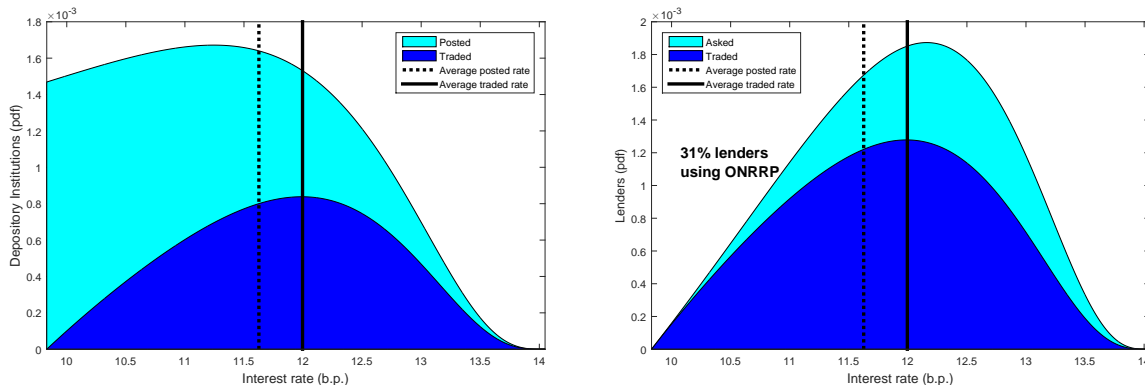 ×10⁻³
1.8
1.6
1.4
1.2
1
0.8
0.6
0.4
0.2
0
Depository Institutions (pdf)
Posted
Traded
Average posted rate
Average traded rate
10 10.5 11 11.5 12 12.5 13 13.5 14
Interest rate (b.p.)
×10⁻³
2
1.8
1.6
1.4
1.2
1
0.8
0.6
0.4
0.2
0
Lenders (pdf)
Asked
Traded
Average posted rate
Average traded rate
31% lenders
using ONRRP
10 10.5 11 11.5 12 12.5 13 13.5 14
Interest rate (b.p.)